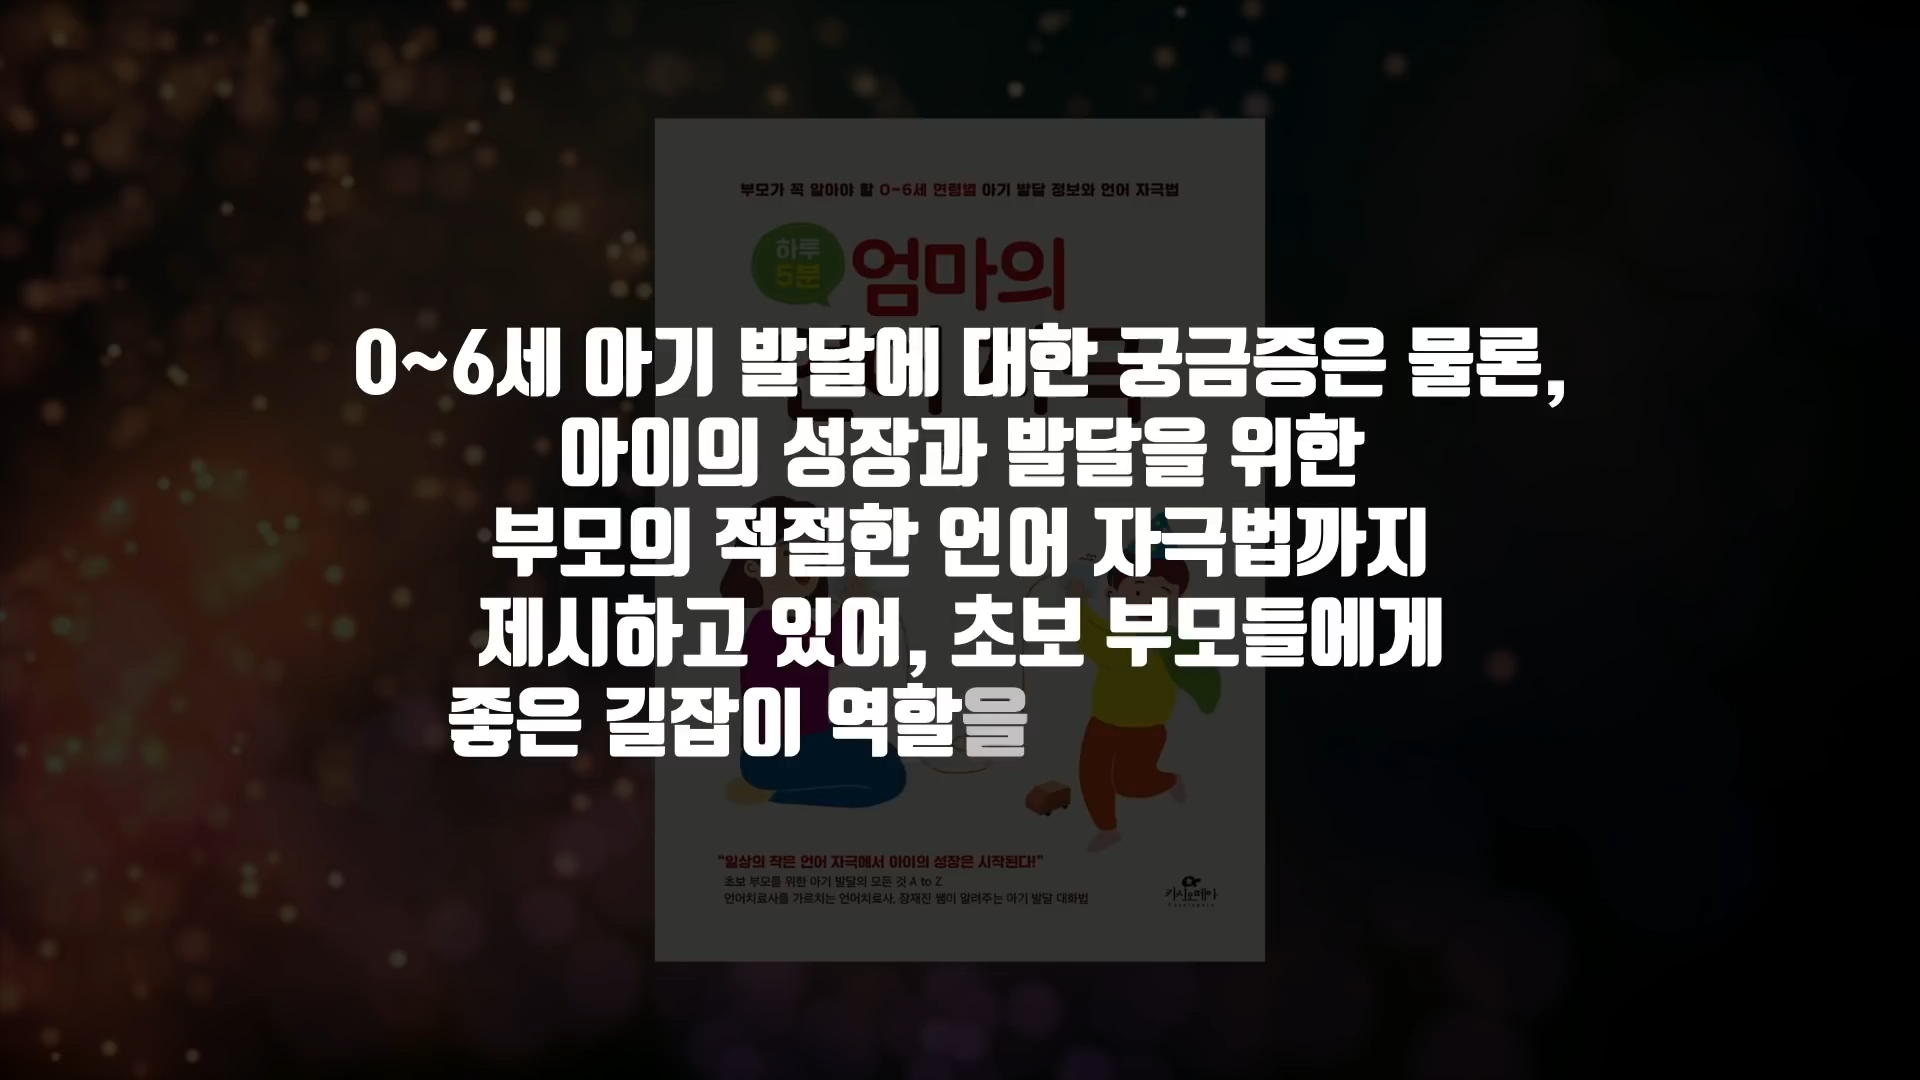 부모가 꼭 알아야 할 0~6세 연령별 아기 발달 정보와 언어 자극법
하루
5분
엄마의
0~6세 아기 발달에 대한 궁금증은 물론,
아이의 성장과 발달을 위한
부모의 적절한 언어 자극법까지
제시하고 있어, 초보 부모들에게
좋은 길잡이 역할을
"일상의 작은 언어 자극에서 아이의 성장은 시작된다!"
초보 부모를 위한 아기 발달의 모든 것 A to Z
언어치료사를 가르치는 언어치료사, 장재진 쌤이 알려주는 아기 발달 대화법
카시오페아
Cassiopeia